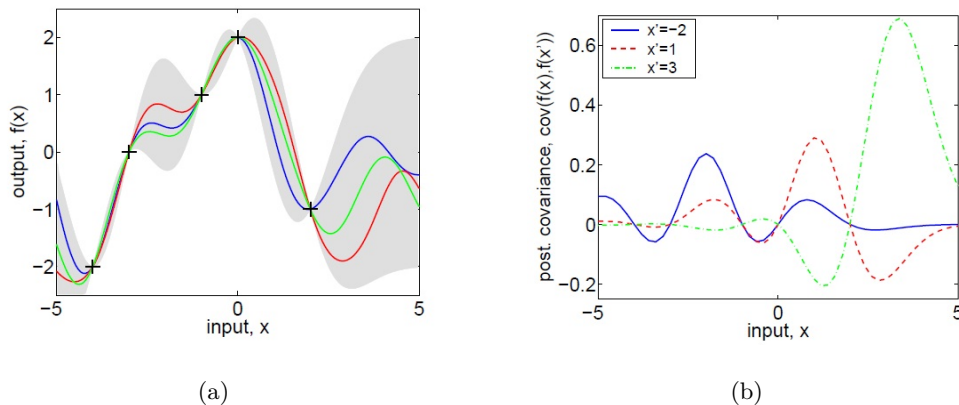 output, f(x)
2
1
0
−1
−2
−5
0
5
input, x
(a)
post. covariance, cov(f(x),f(x'))
0.6
0.4
0.2
0
−0.2
x'=−2
x'=1
x'=3
−5
0
5
input, x
(b)